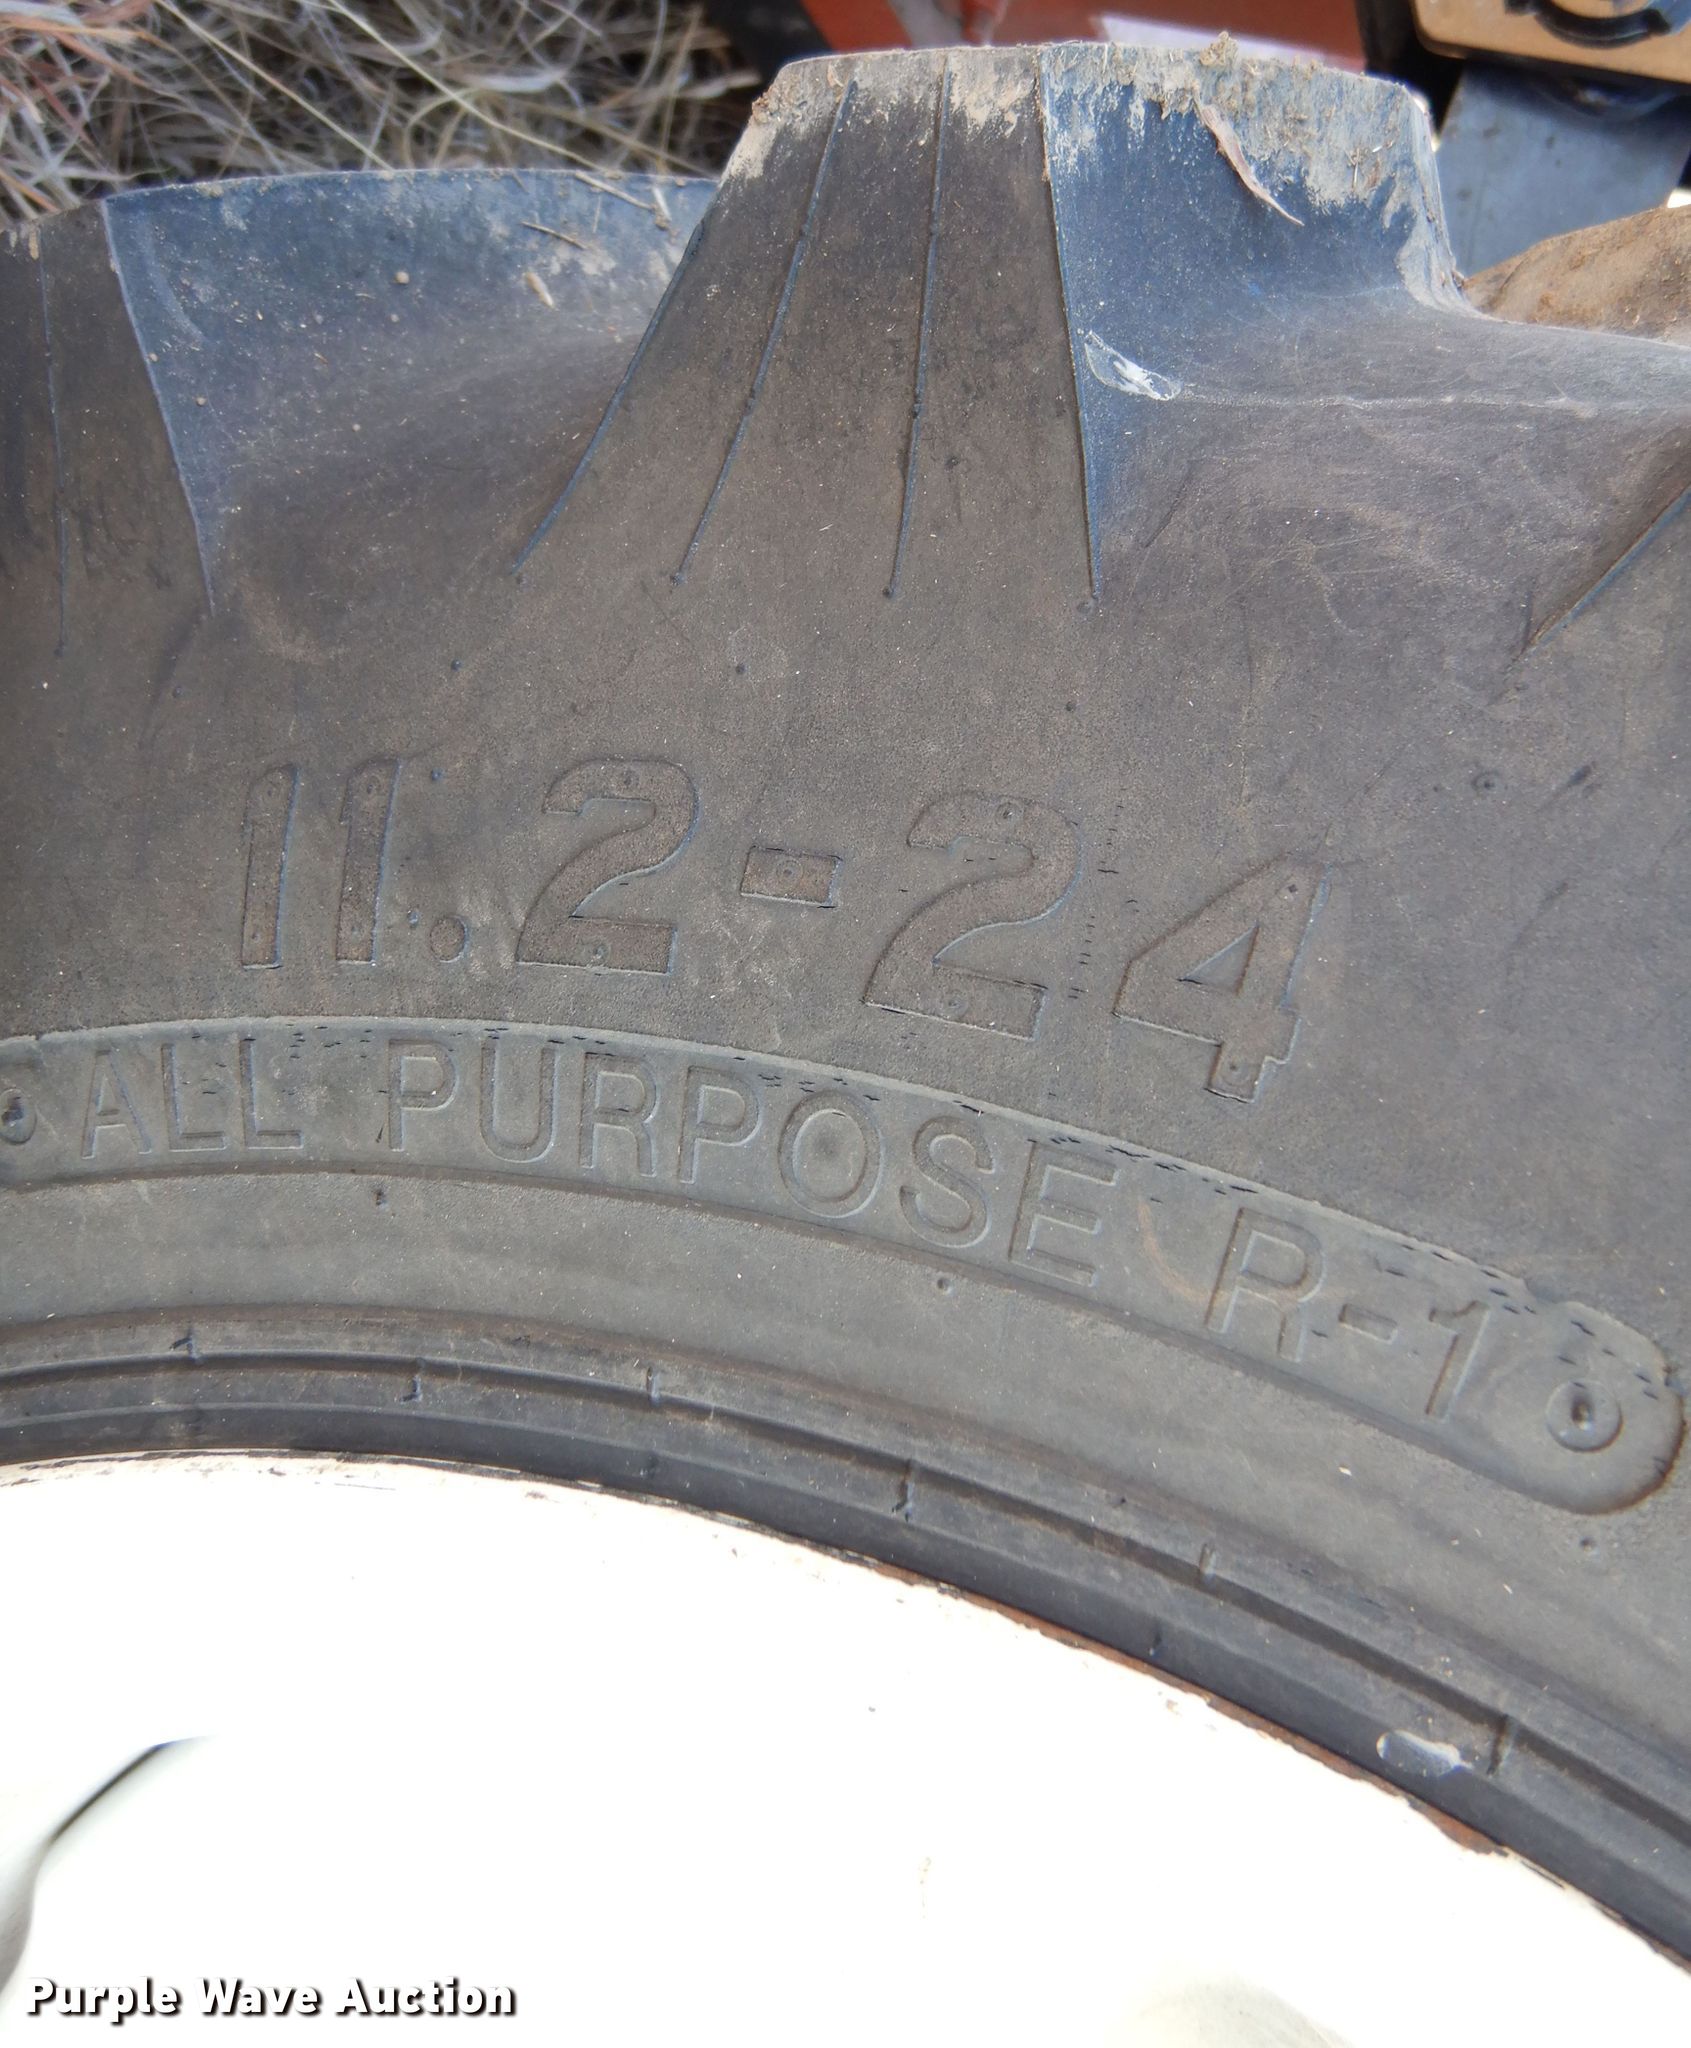 11.2-24
ALL PURPOSE R-1
Purple Wave Auction